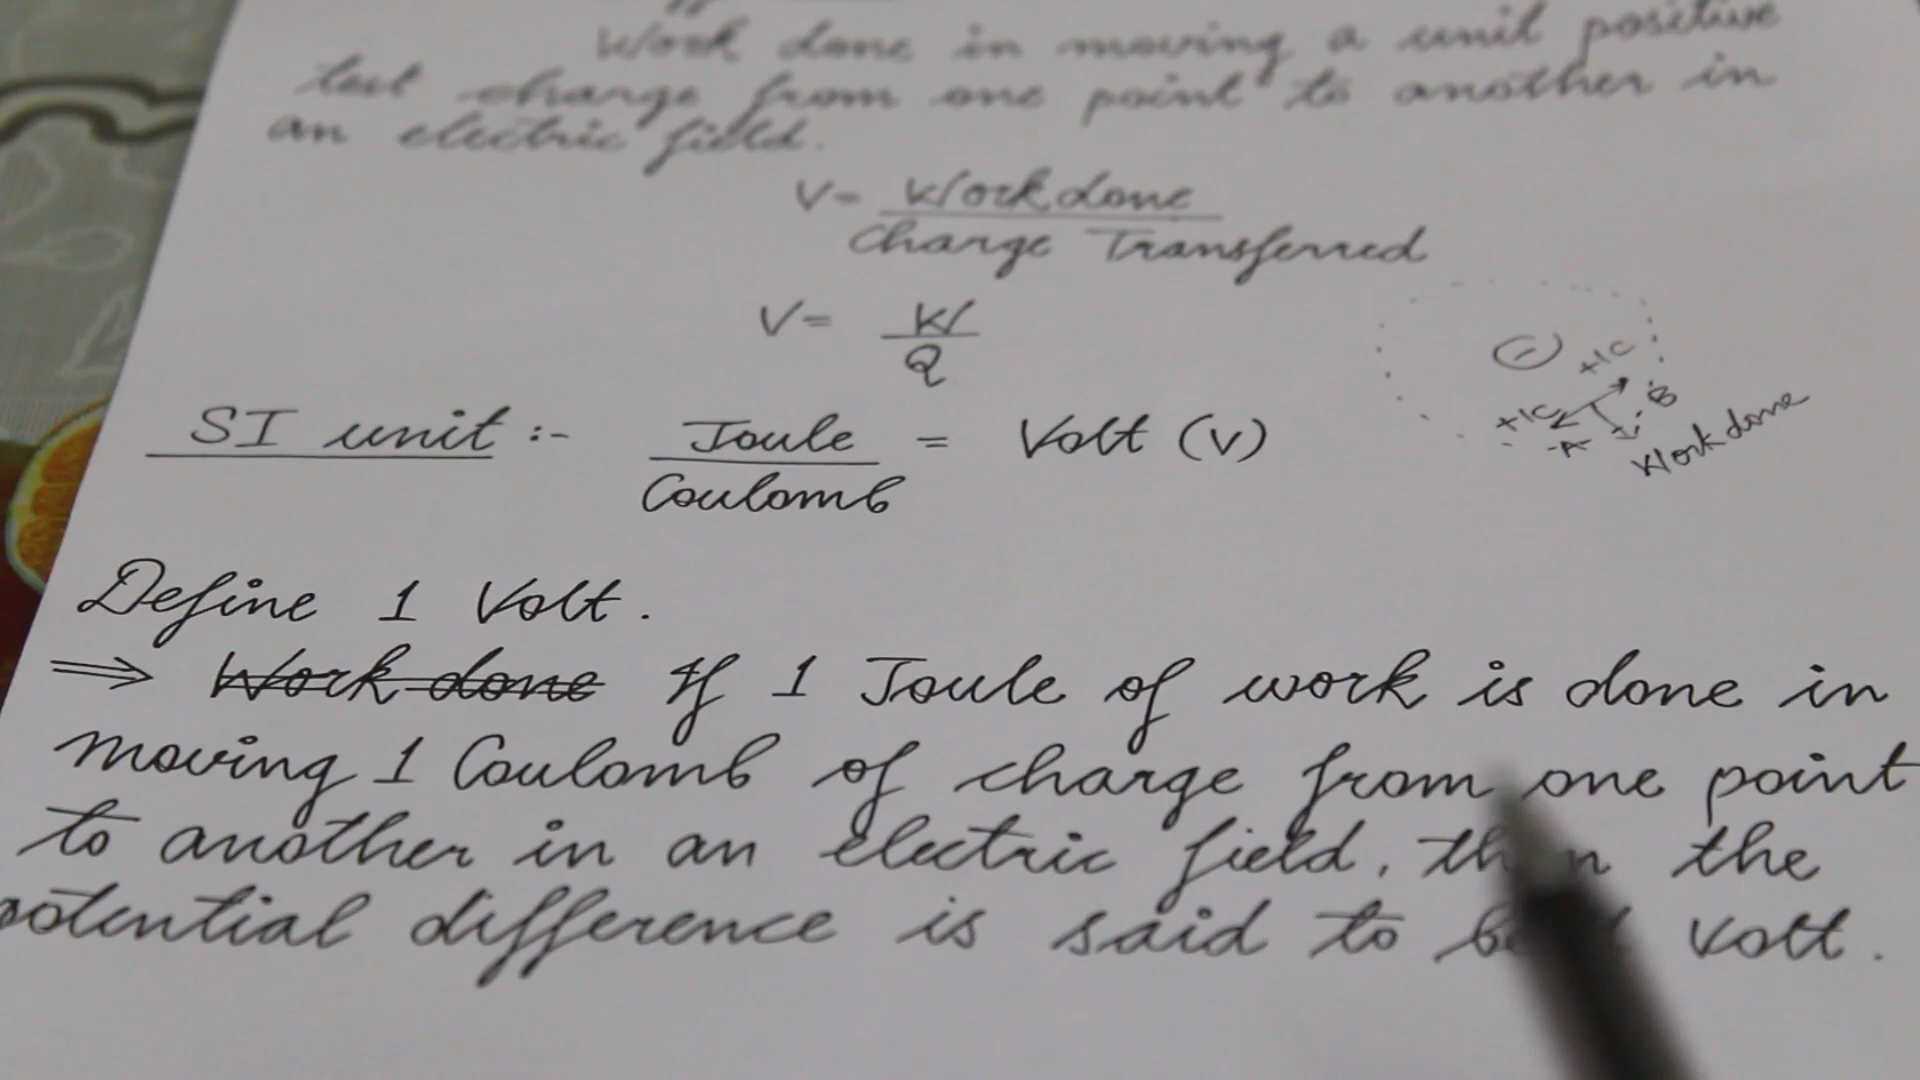 Work done in moving a unit positive
test charge from one point to another in
an electric field.
V= Work done
Charge Transferred
V= W
Q
SI unit :- Joule = Volt (V)
Coulomb
+1C
+1C
B
A
Work done
Define 1 Volt.
⇒ Work done If 1 Joule of work is done in
moving 1 Coulomb of charge from one point
to another in an electric field, then the
potential difference is said to be volt.